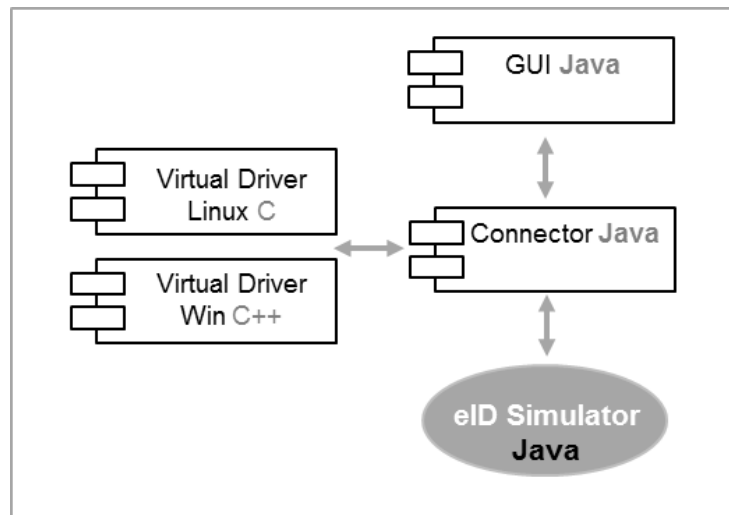 GUI Java
Virtual Driver
Linux C
Connector Java
Virtual Driver
Win C++
eID Simulator
Java